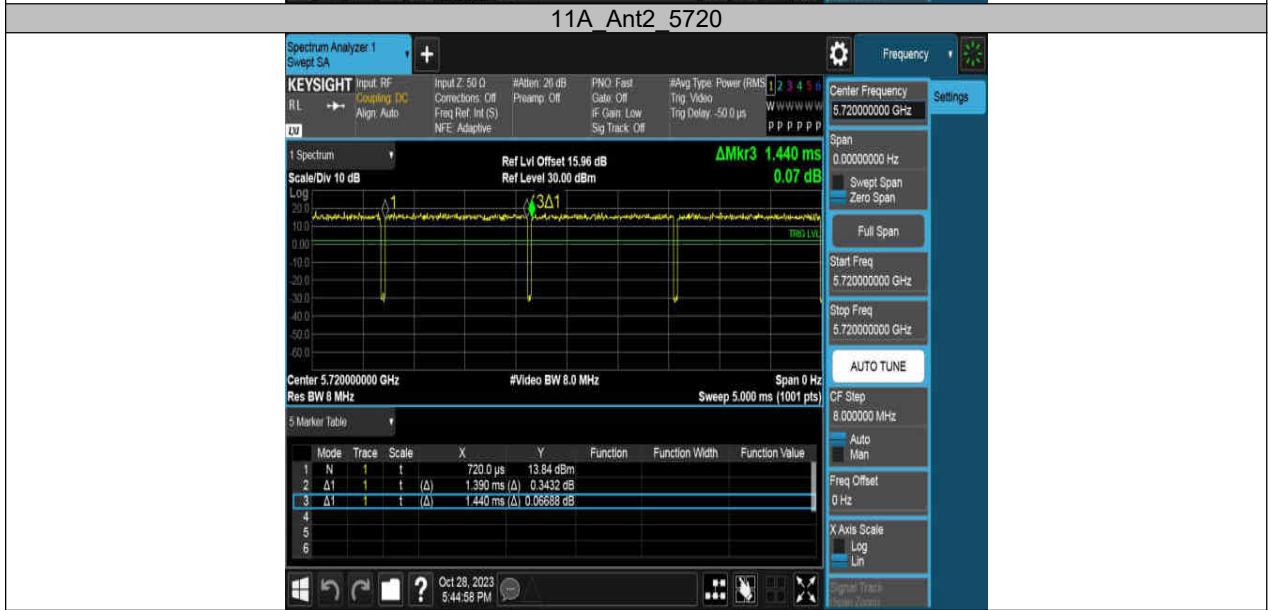 11A_Ant2_5720
Spectrum Analyzer 1
Swept SA
+
Frequency
KEYSIGHT Input: RF
RL
Coupling: DC
Align: Auto
LXI
Input Z: 50 Ω
Corrections: Off
Freq Ref: Int (S)
NFE: Adaptive
#Atten: 26 dB
Preamp: Off
PNO: Fast
Gate: Off
IF Gain: Low
Sig Track: Off
#Avg Type: Power (RMS
Trig: Video
Trig Delay: -50.0 µs
1 2 3 4 5 6
W W W W W W
P P P P P P
Center Frequency
5.720000000 GHz
Settings
Span
0.00000000 Hz
Swept Span
Zero Span
Full Span
Start Freq
5.720000000 GHz
Stop Freq
5.720000000 GHz
AUTO TUNE
CF Step
8.000000 MHz
Auto
Man
Freq Offset
0 Hz
X Axis Scale
Log
Lin
Signal Track
(Span Zoom)
1 Spectrum
Scale/Div 10 dB
Ref Lvl Offset 15.96 dB
Ref Level 30.00 dBm
ΔMkr3 1.440 ms
0.07 dB
Log
20.0
10.0
0.00
-10.0
-20.0
-30.0
-40.0
-50.0
-60.0
1
3Δ1
TRIG LVL
Center 5.720000000 GHz
Res BW 8 MHz
#Video BW 8.0 MHz
Span 0 Hz
Sweep 5.000 ms (1001 pts)
5 Marker Table
Mode Trace Scale X Y Function Function Width Function Value
1 N 1 t 720.0 µs 13.84 dBm
2 Δ1 1 t (Δ) 1.390 ms (Δ) 0.3432 dB
3 Δ1 1 t (Δ) 1.440 ms (Δ) 0.06688 dB
4
5
6
?
Oct 28, 2023
5:44:58 PM